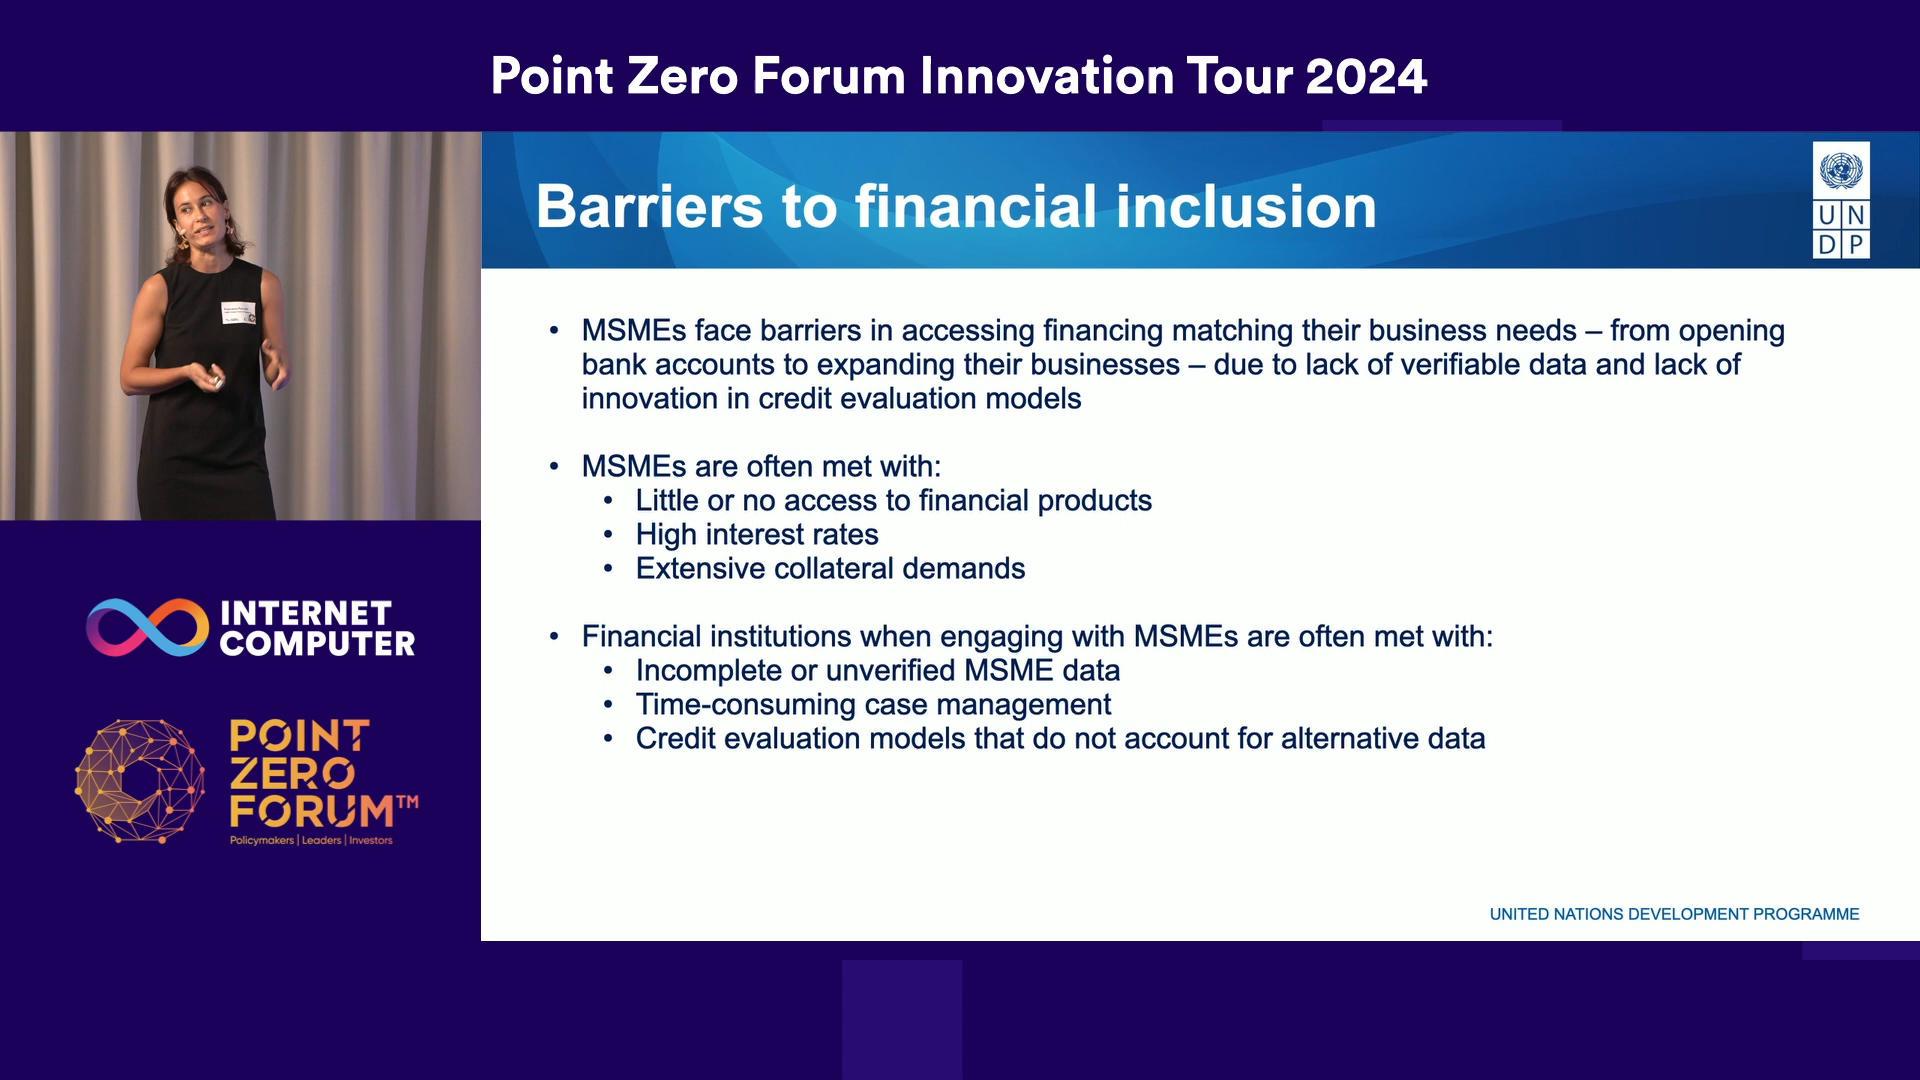 Point Zero Forum Innovation Tour 2024
Barriers to financial inclusion
U N
D P
• MSMEs face barriers in accessing financing matching their business needs – from opening
bank accounts to expanding their businesses – due to lack of verifiable data and lack of
innovation in credit evaluation models
• MSMEs are often met with:
• Little or no access to financial products
• High interest rates
• Extensive collateral demands
• Financial institutions when engaging with MSMEs are often met with:
• Incomplete or unverified MSME data
• Time-consuming case management
• Credit evaluation models that do not account for alternative data
UNITED NATIONS DEVELOPMENT PROGRAMME
INTERNET
COMPUTER
POINT
ZERO
FORUM™
Policymakers | Leaders | Investors